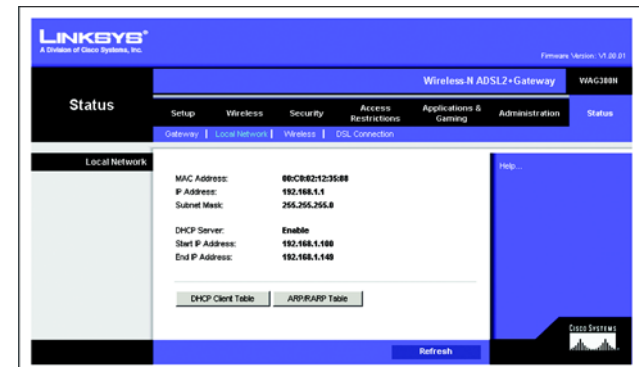 LINKSYS®
A Division of Cisco Systems, Inc.
Firmware Version: V1.00.01
Wireless-N ADSL2+Gateway WAG300N
Status
Setup Wireless Security Access Restrictions Applications & Gaming Administration Status
Gateway | Local Network | Wireless | DSL Connection
Local Network
Help...
MAC Address: 00:C0:02:12:35:88
IP Address: 192.168.1.1
Subnet Mask: 255.255.255.0
DHCP Server: Enable
Start IP Address: 192.168.1.100
End IP Address: 192.168.1.149
DHCP Client Table ARP/RARP Table
Refresh
CISCO SYSTEMS